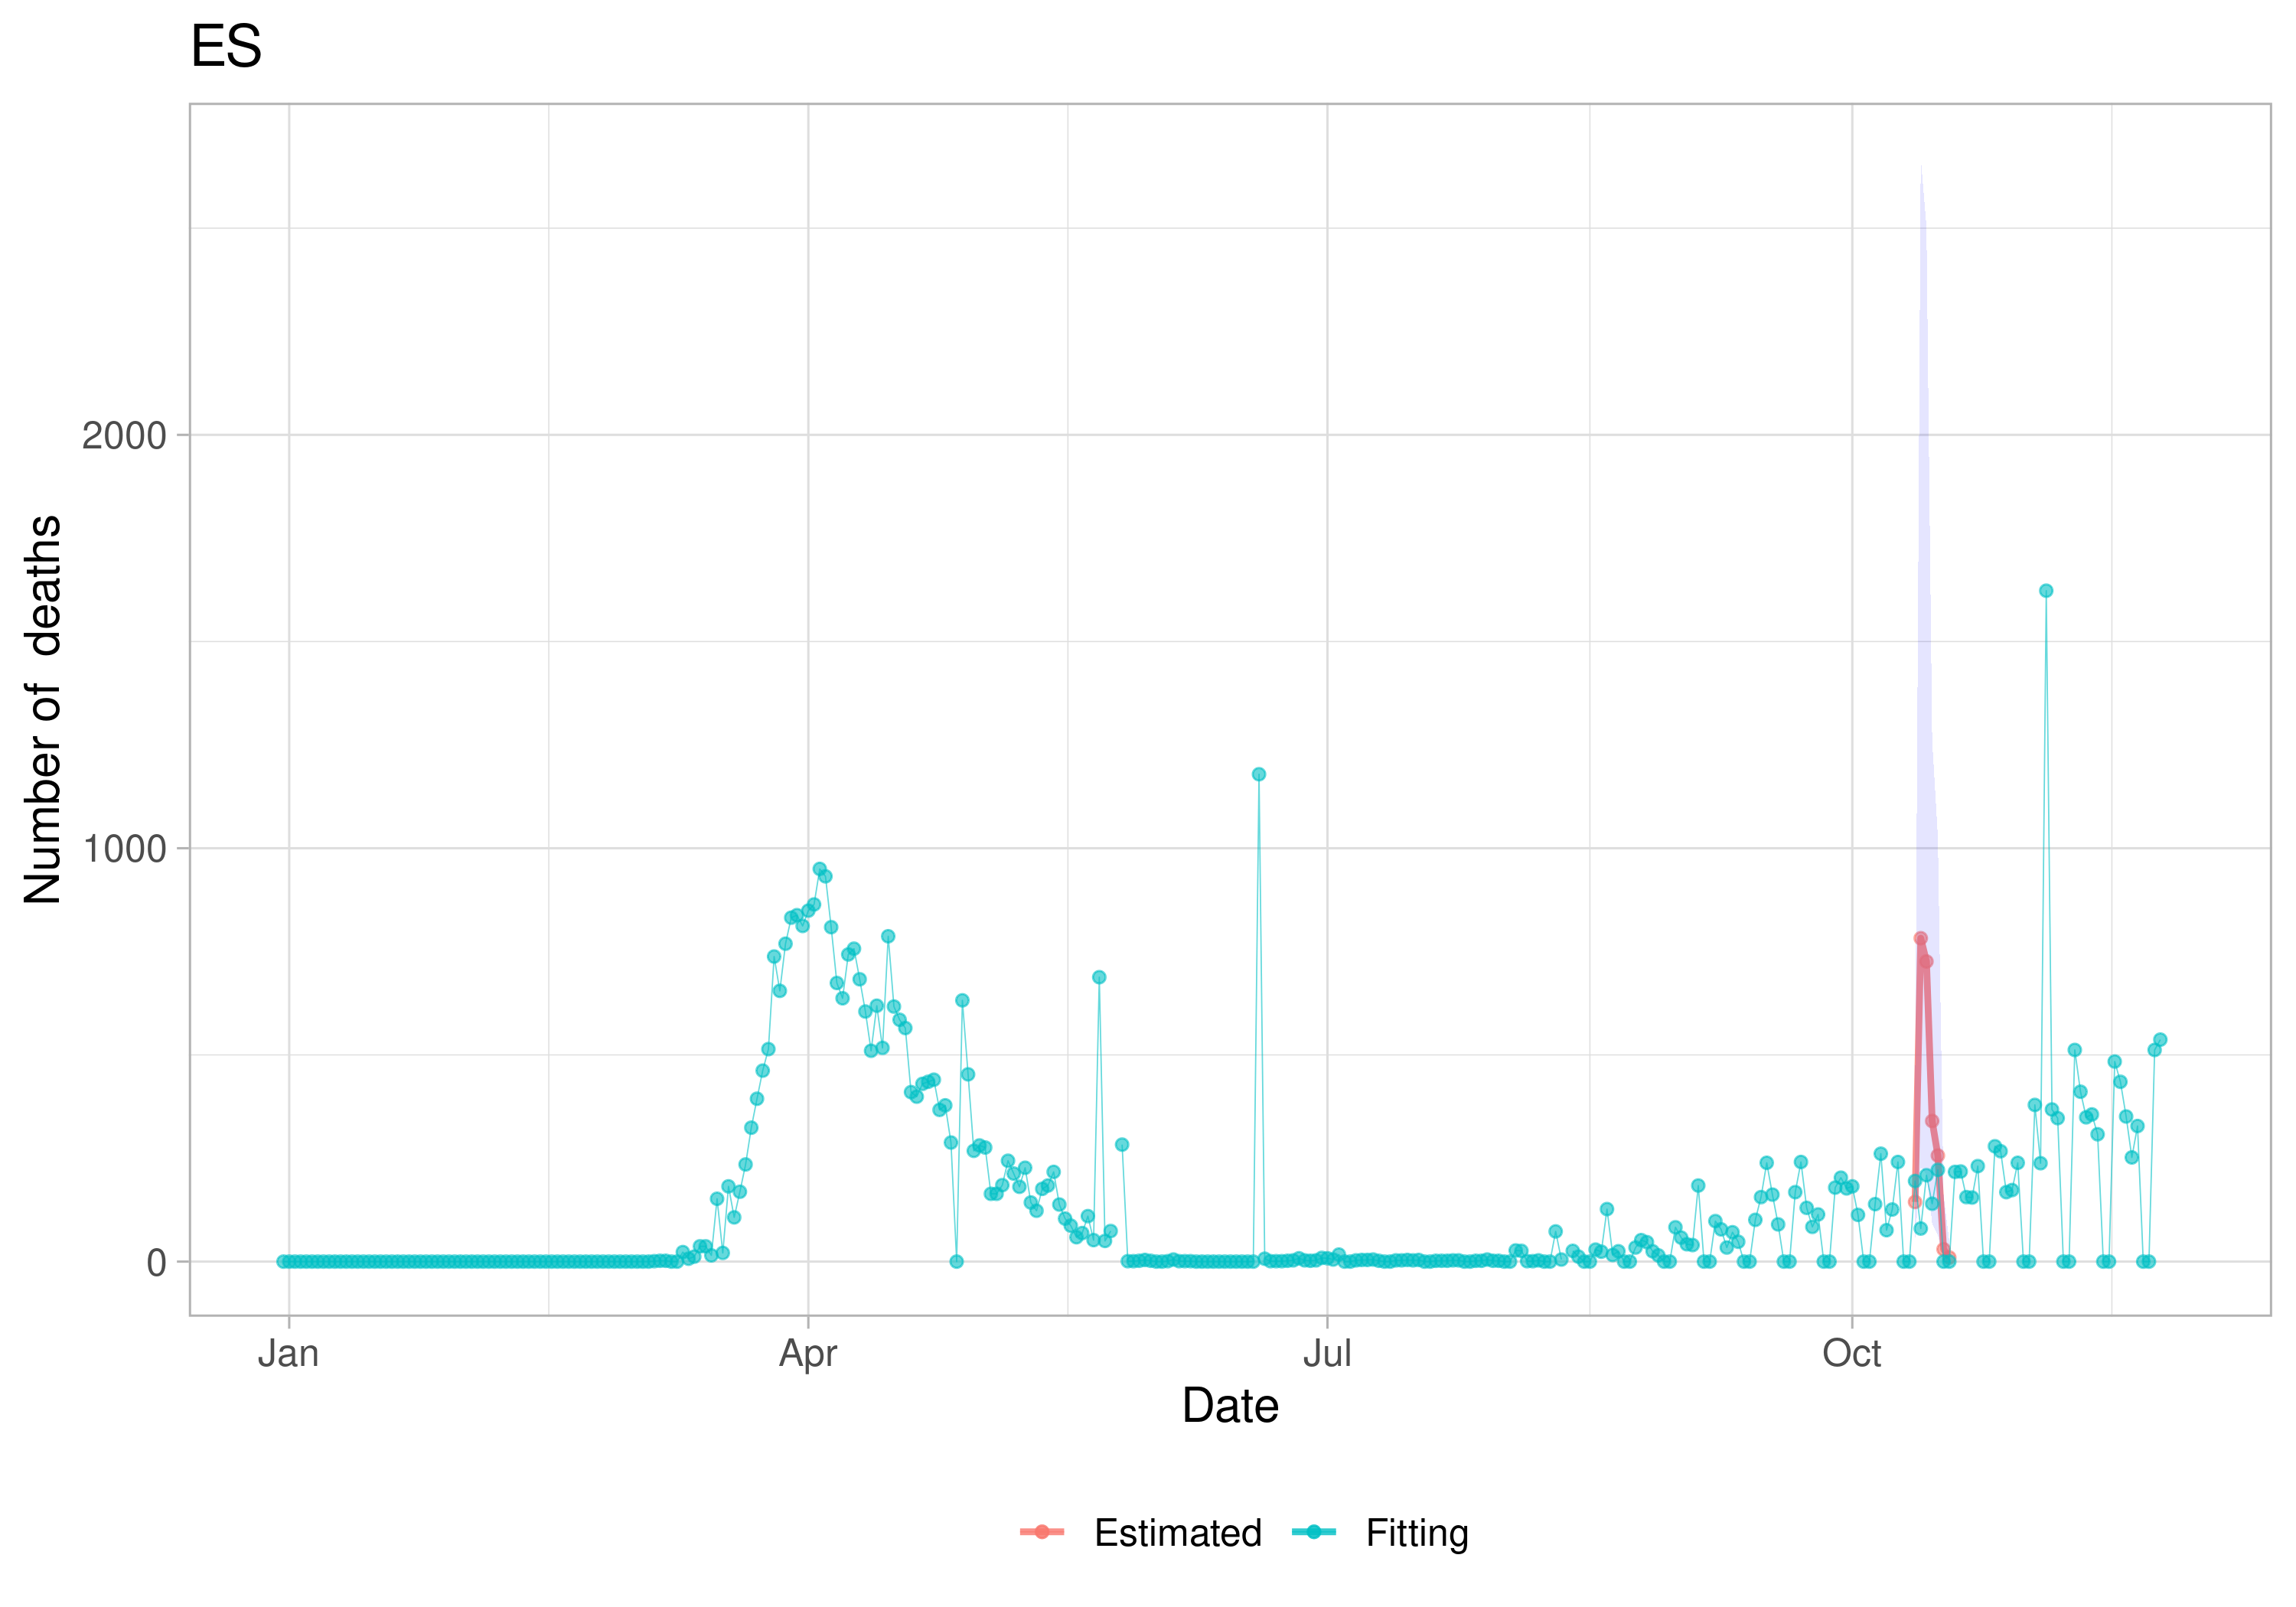 ES
Number of deaths
2000
1000
0
Jan Apr Jul Oct
Date
Estimated Fitting